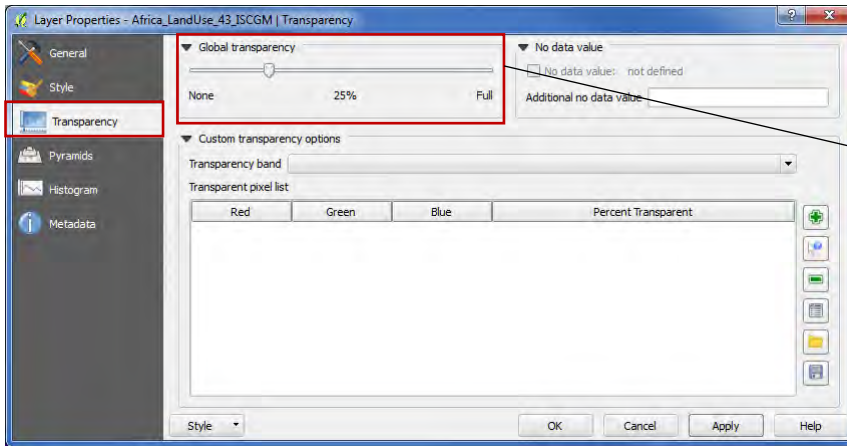 Layer Properties - Africa_LandUse_43_ISCGM | Transparency
General
Style
Transparency
Pyramids
Histogram
Metadata
Global transparency
None 25% Full
No data value
No data value: not defined
Additional no data value
Custom transparency options
Transparency band
Transparent pixel list
Red Green Blue Percent Transparent
Style OK Cancel Apply Help